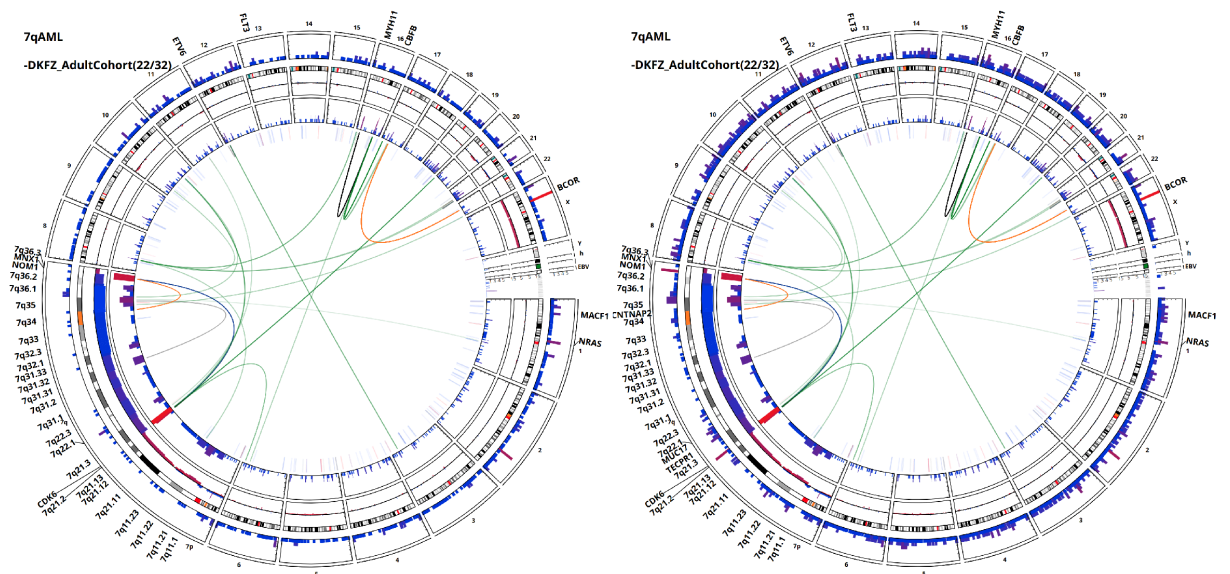 7qAML
-DKFZ_AdultCohort(22/32)
FLT3
13
14
15
MYH11
16
CBFB
17
ETV6
12
18
11
19
10
20
21
9
22
BCOR
X
8
Y
h
EBV
7q36.3
MNX1
NOM1
7q36.2
7q36.1
7q35
7q34
7q33
7q32.3
7q32.1
7q31.33
7q31.32
7q31.31
7q31.2
7q31.1
q
7q22.3
7q22.1
7q21.3
CDK6
7q21.2
7q21.13
7q21.12
7q21.11
7q11.23
7q11.22
7q11.21
7q11.1
7p
6
4
3
2
MACF1
NRAS
1
7qAML
-DKFZ_AdultCohort(22/32)
FLT3
13
14
15
MYH11
16
CBFB
17
ETV6
12
18
11
19
10
20
21
9
22
BCOR
X
8
Y
h
EBV
7q36.3
MNX1
NOM1
7q36.2
7q36.1
7q35
CNTNAP2
7q34
7q33
7q32.3
7q32.1
7q31.33
7q31.32
7q31.31
7q31.2
7q31.1
q
7q22.3
7q22.1
MUC17
TECPR1
7q21.3
CDK6
7q21.2
7q21.13
7q21.12
7q21.11
7q11.23
7q11.22
7q11.21
7q11.1
7p
6
4
3
2
MACF1
NRAS
1